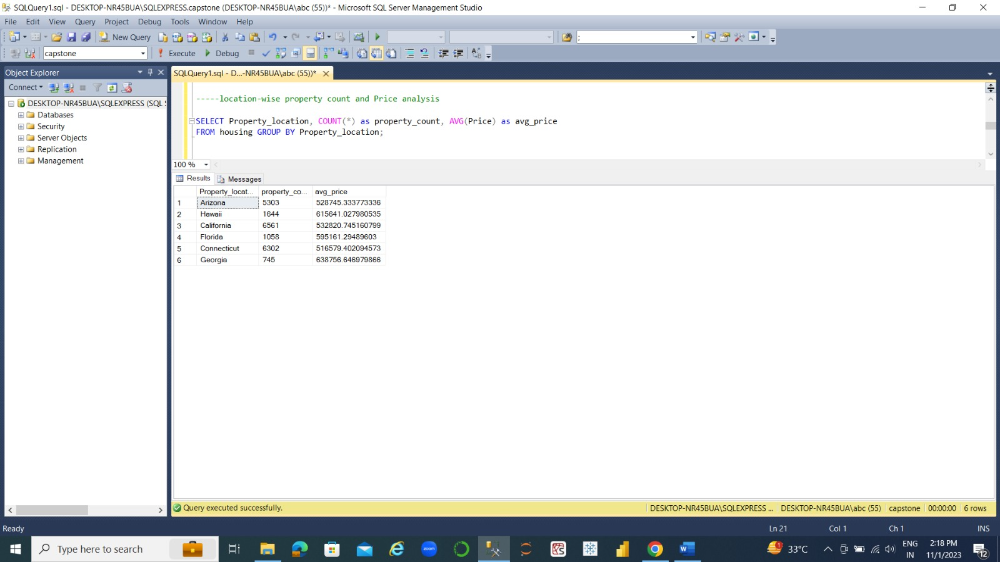 SQLQuery1.sql - DESKTOP-NR45BUA\SQLEXPRESS.capstone (DESKTOP-NR45BUA\abc (55))* - Microsoft SQL Server Management Studio
File Edit View Query Project Debug Tools Window Help
New Query ;
capstone Execute Debug
Object Explorer
Connect
DESKTOP-NR45BUA\SQLEXPRESS (SQL S
Databases
Security
Server Objects
Replication
Management
SQLQuery1.sql - D...-NR45BUA\abc (55))*
-----location-wise property count and Price analysis
SELECT Property_location, COUNT(*) as property_count, AVG(Price) as avg_price
FROM housing GROUP BY Property_location;
100 %
Results Messages
Property_locat... property_co... avg_price
1 Arizona 5303 528745.333773336
2 Hawaii 1644 615641.027980535
3 California 6561 532820.745160799
4 Florida 1058 595161.29489603
5 Connecticut 6302 516579.402094573
6 Georgia 745 638756.646979866
Query executed successfully. DESKTOP-NR45BUA\SQLEXPRESS ... DESKTOP-NR45BUA\abc (55) capstone 00:00:00 6 rows
Ready Ln 21 Col 1 Ch 1 INS
Type here to search zoom 33°C ENG IN 2:18 PM 11/1/2023 12